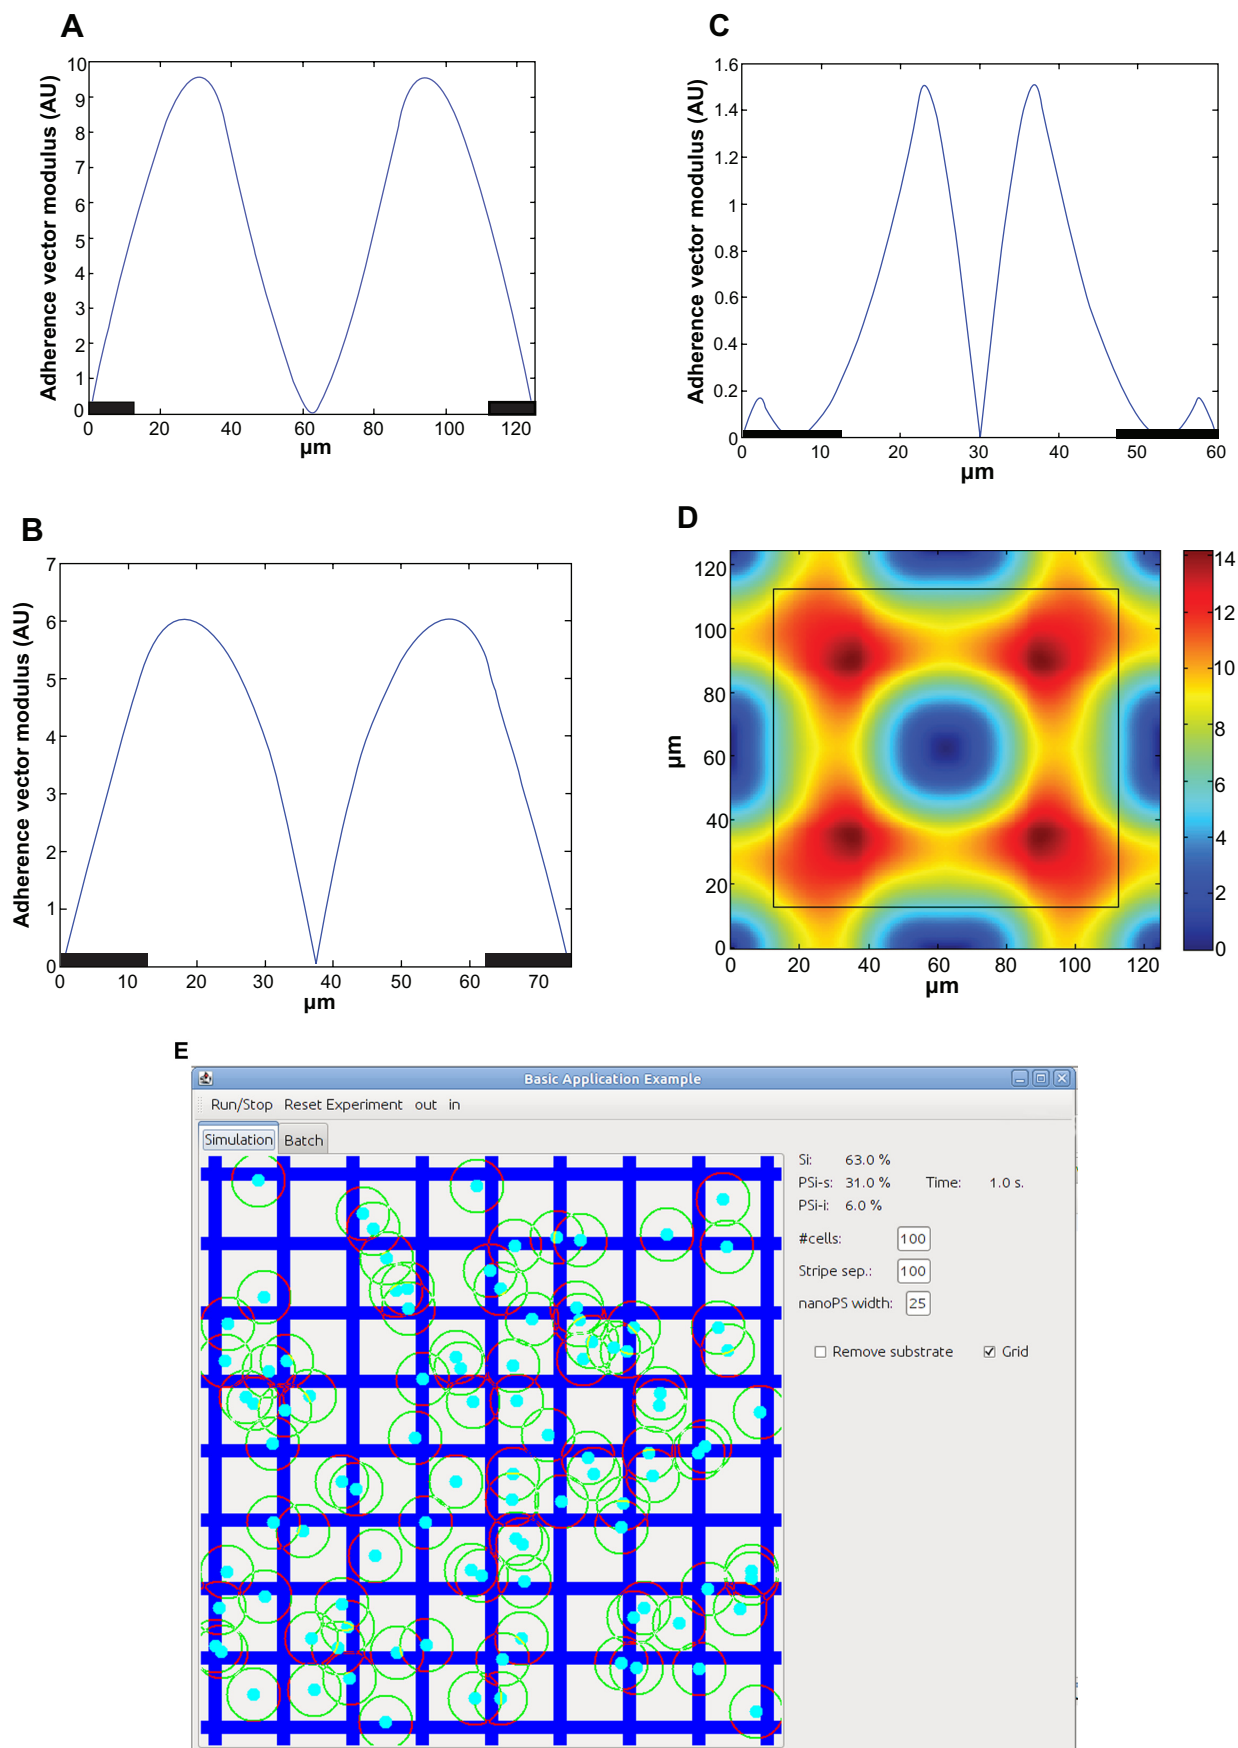 A
Adherence vector modulus (AU)
10
9
8
7
6
5
4
3
2
1
0
0 20 40 60 80 100 120
µm
C
Adherence vector modulus (AU)
1.6
1.4
1.2
1
0.8
0.6
0.4
0.2
0
0 10 20 30 40 50 60
µm
B
Adherence vector modulus (AU)
7
6
5
4
3
2
1
0
0 10 20 30 40 50 60 70
µm
D
µm
120
100
80
60
40
20
0
0 20 40 60 80 100 120
µm
14
12
10
8
6
4
2
0
E
Basic Application Example
Run/Stop Reset Experiment out in
Simulation Batch
Si: 63.0 %
PSi-s: 31.0 % Time: 1.0 s.
PSi-i: 6.0 %
#cells: 100
Stripe sep.: 100
nanoPS width: 25
Remove substrate Grid